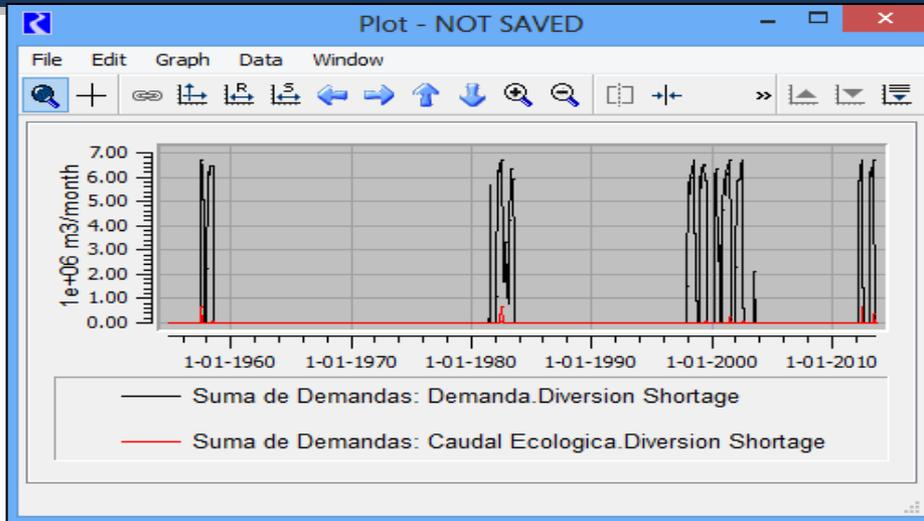 Plot - NOT SAVED
File Edit Graph Data Window
R S
7.00
6.00
5.00
4.00
3.00
2.00
1.00
0.00
1e+06 m3/month
1-01-1960 1-01-1970 1-01-1980 1-01-1990 1-01-2000 1-01-2010
Suma de Demandas: Demanda.Diversion Shortage
Suma de Demandas: Caudal Ecologica.Diversion Shortage